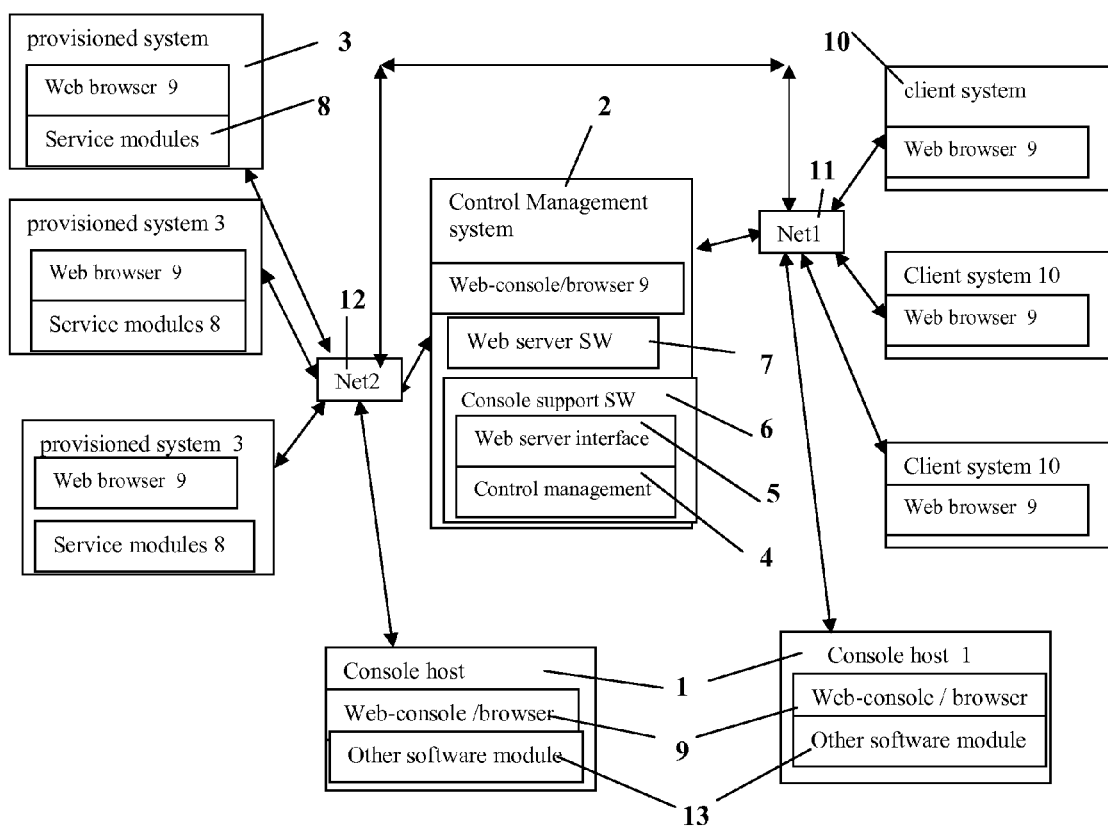 provisioned system
3
Web browser 9
8
Service modules
provisioned system 3
Web browser 9
Service modules 8
provisioned system 3
Web browser 9
Service modules 8
12
Net2
2
Control Management
system
Web-console/browser 9
Web server SW
7
Console support SW
6
Web server interface
5
Control management
4
10
client system
Web browser 9
11
Net1
Client system 10
Web browser 9
Client system 10
Web browser 9
Console host
1
Web-console /browser
9
Other software module
13
Console host 1
Web-console / browser
Other software module